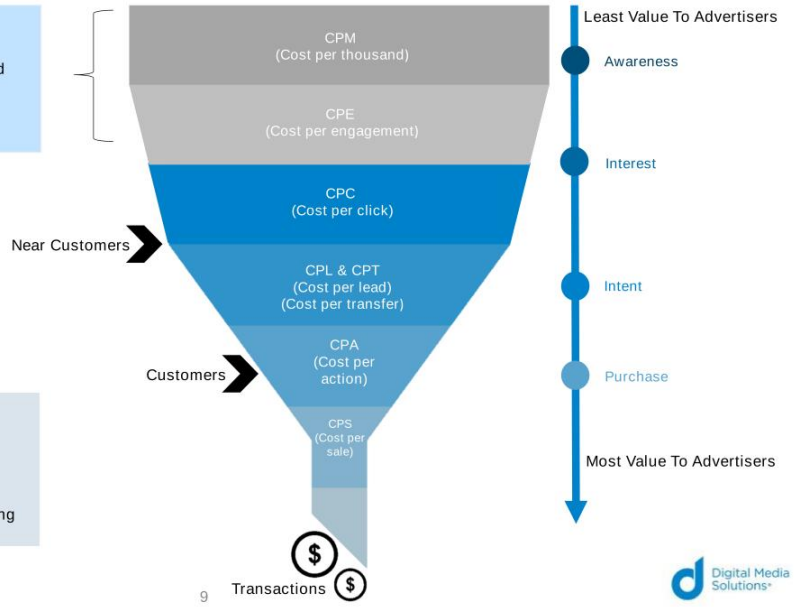 CPM
(Cost per thousand)
CPE
(Cost per engagement)
CPC
(Cost per click)
CPL & CPT
(Cost per lead)
(Cost per transfer)
CPA
(Cost per
action)
CPS
(Cost per
sale)
Near Customers
Customers
$
Transactions
$
9
Least Value To Advertisers
Awareness
Interest
Intent
Purchase
Most Value To Advertisers
Digital Media
Solutions